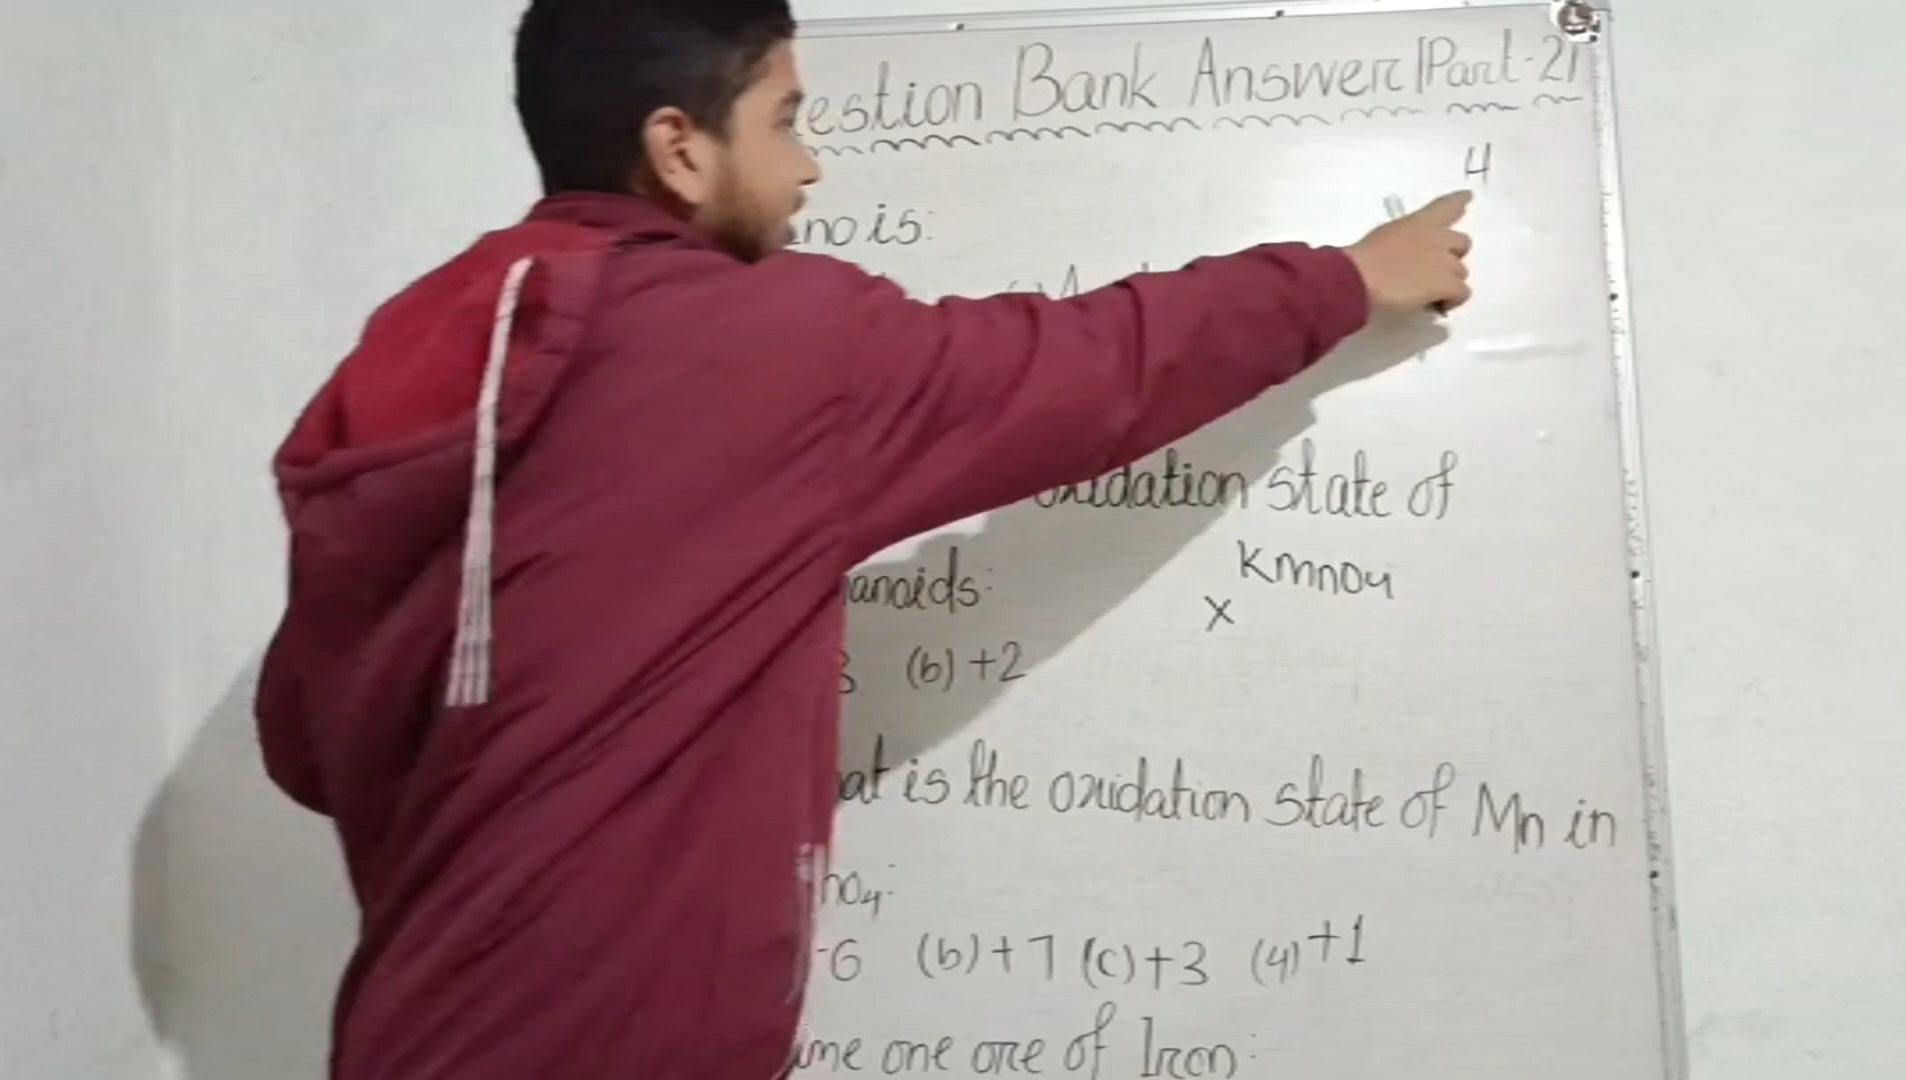 estion Bank Answer (Part-2)
4
no is:
oxidation state of
anoids:
kmno4
x
3 (b) +2
at is the oxidation state of Mn in
no4:
-6 (b)+7 (c)+3 (4)+1
ame one ore of Iron: